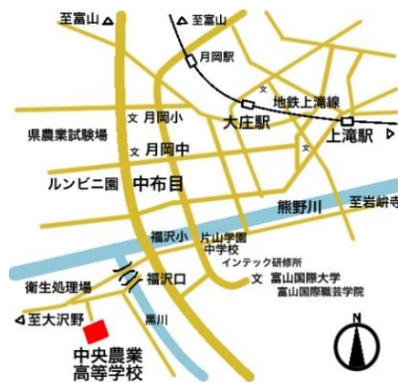 至富山
至富山
月岡駅
文
地鉄上滝線
大庄駅
上滝駅
文 月岡小
県農業試験場
文 月岡中
文
ルンビニ園 中布目
熊野川
至岩峅寺
福沢小
片山学園
中学校
インテック研修所
文 富山国際大学
富山国際職芸学院
衛生処理場
福沢口
至大沢野
黒川
中央農業
高等学校
N